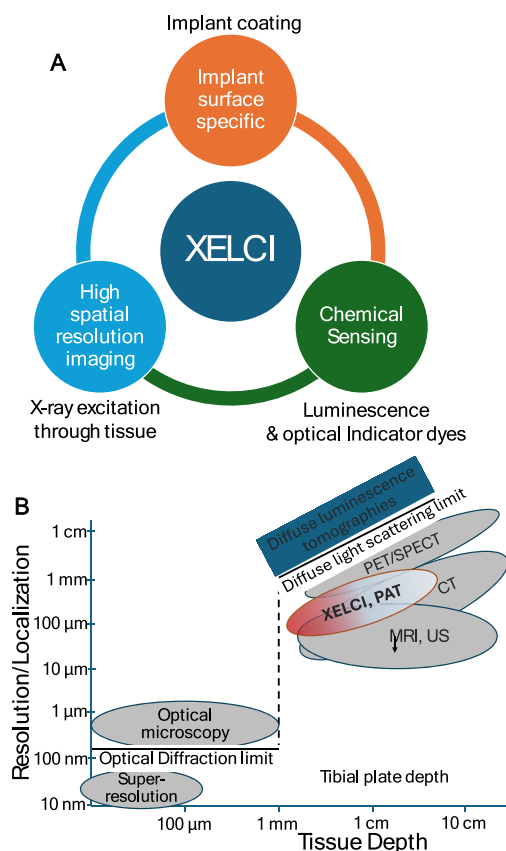 Implant coating
A
Implant
surface
specific
XELCI
High
spatial
resolution
imaging
Chemical
Sensing
X-ray excitation
through tissue
Luminescence
& optical Indicator dyes
B
Resolution/Localization
1 cm
1 mm
100 µm
10 µm
1 µm
100 nm
10 nm
Diffuse luminescence
tomographies
Diffuse light scattering limit
PET/SPECT
CT
XELCI, PAT
MRI, US
Optical
microscopy
Optical Diffraction limit
Super-
resolution
Tibial plate depth
100 µm
1 mm
1 cm
10 cm
Tissue Depth